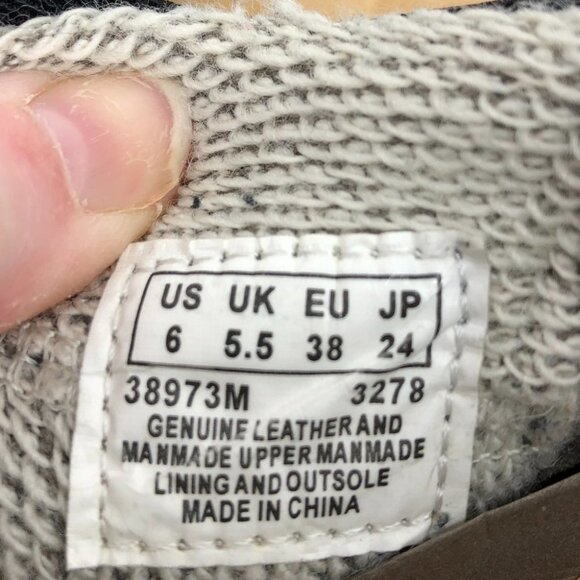 US UK EU JP
6 5.5 38 24
38973M 3278
GENUINE LEATHER AND
MANMADE UPPER MANMADE
LINING AND OUTSOLE
MADE IN CHINA